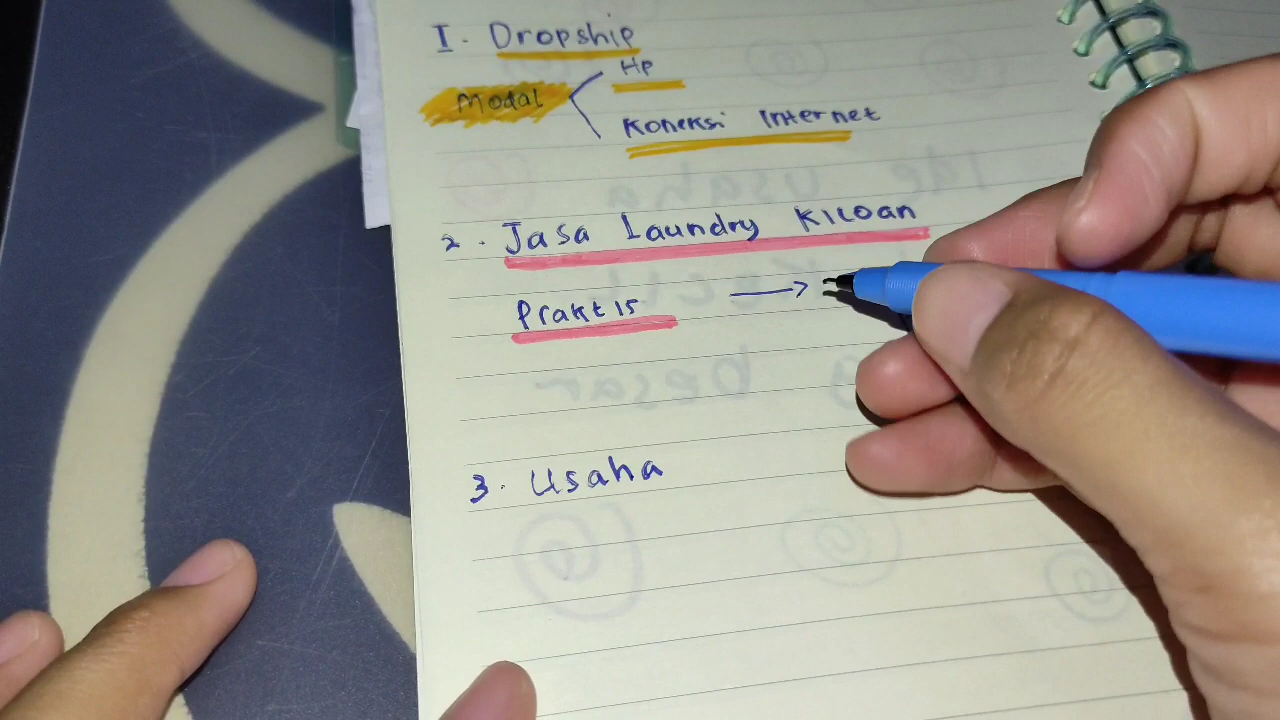 I. Dropship
Modal
HP
Koneksi Internet
2. Jasa Laundry Kiloan
Praktis →
3. Usaha